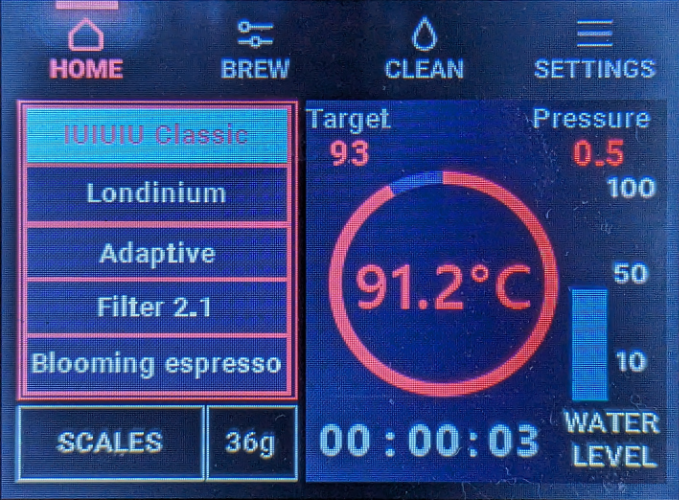 HOME BREW CLEAN SETTINGS
IUIUIU Classic
Londinium
Adaptive
Filter 2.1
Blooming espresso
SCALES 36g
Target
93
Pressure
0.5
91.2°C
100
50
10
WATER
LEVEL
00:00:03